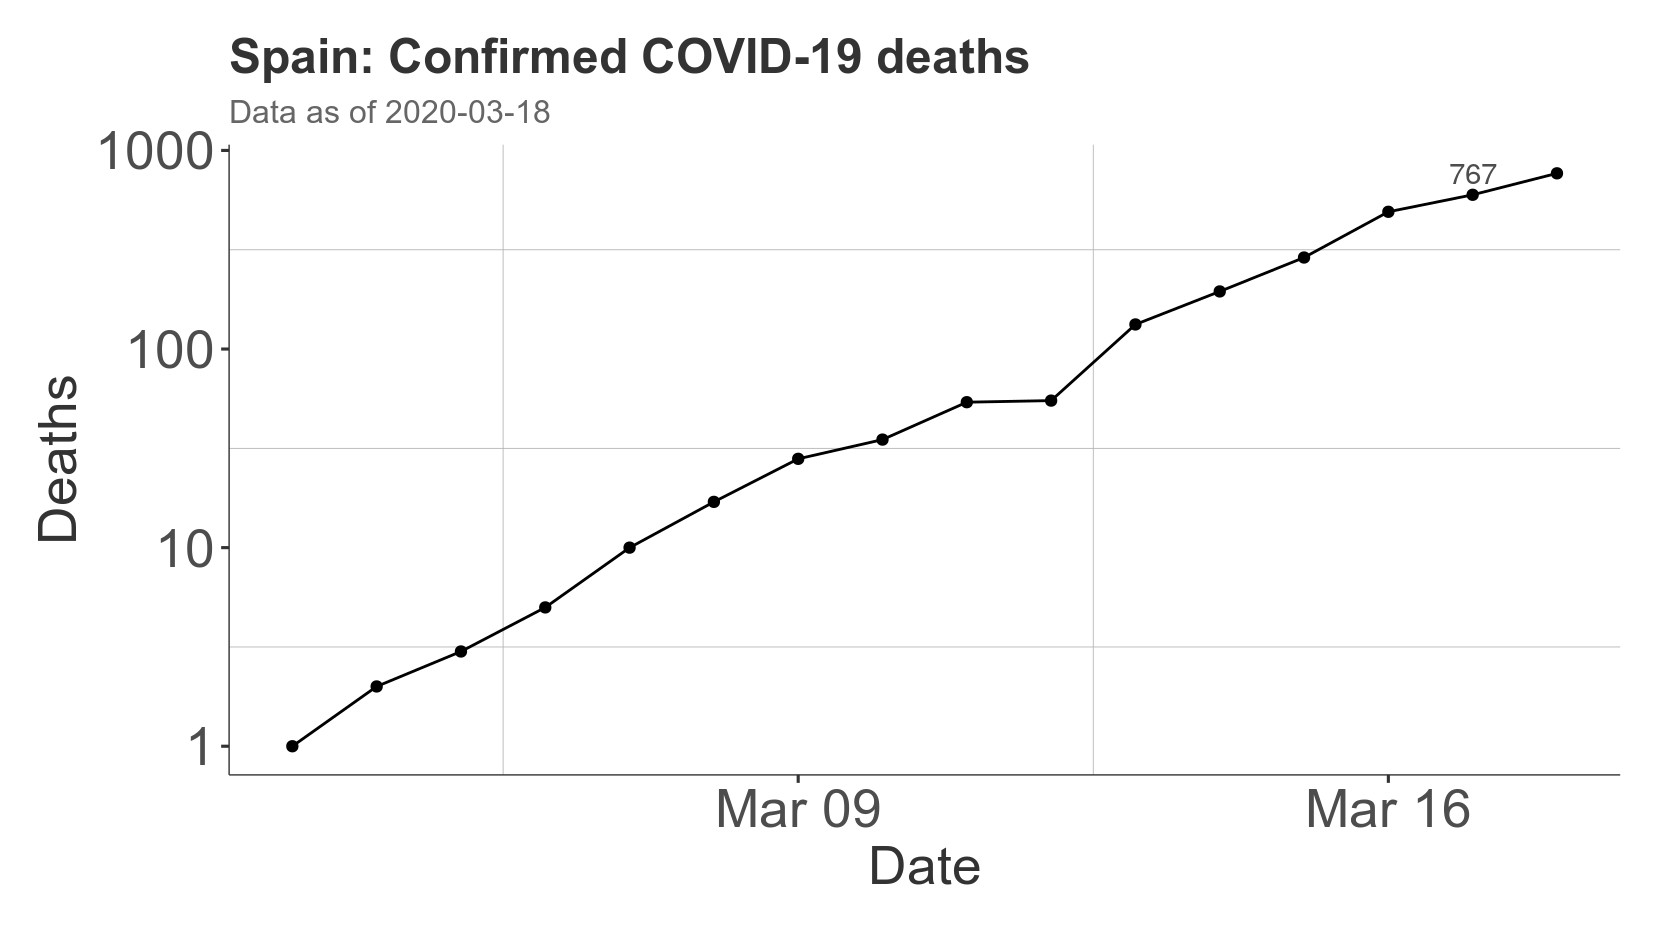 Spain: Confirmed COVID-19 deaths
Data as of 2020-03-18
1000
767
100
Deaths
10
1
Mar 09
Mar 16
Date